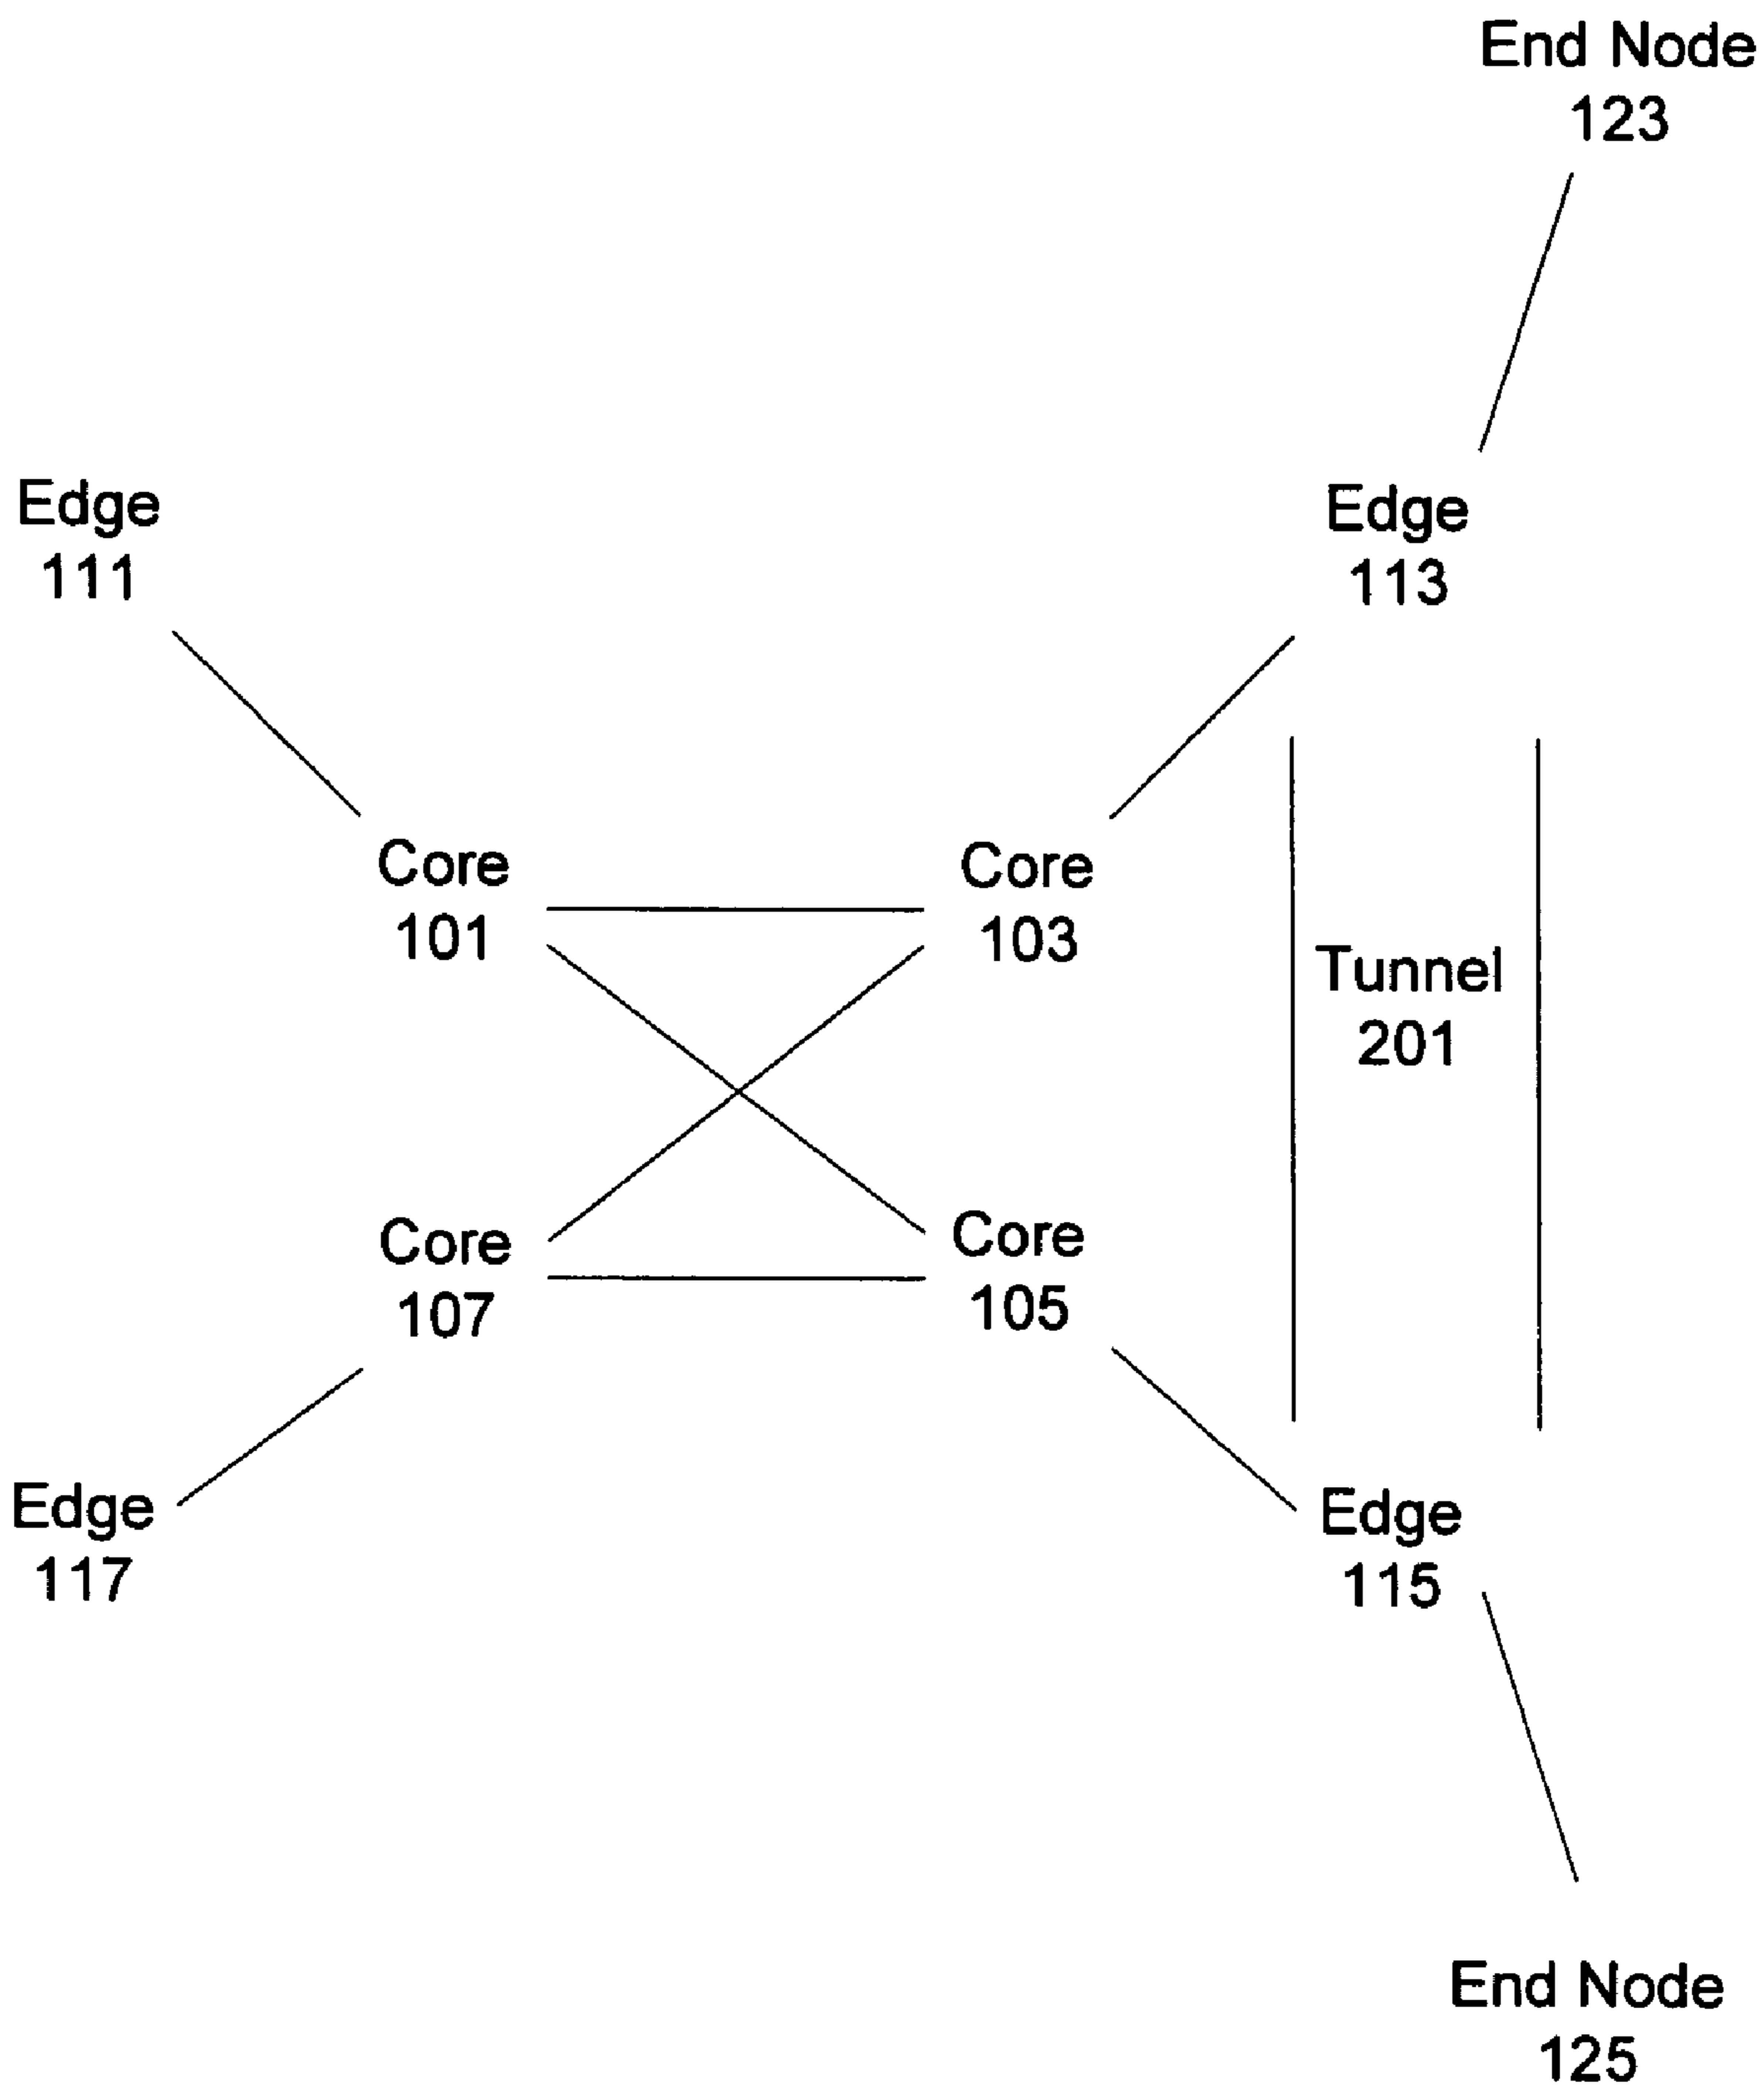 End Node
123
Edge
111
Edge
113
Core
101
Core
103
Tunnel
201
Core
107
Core
105
Edge
117
Edge
115
End Node
125